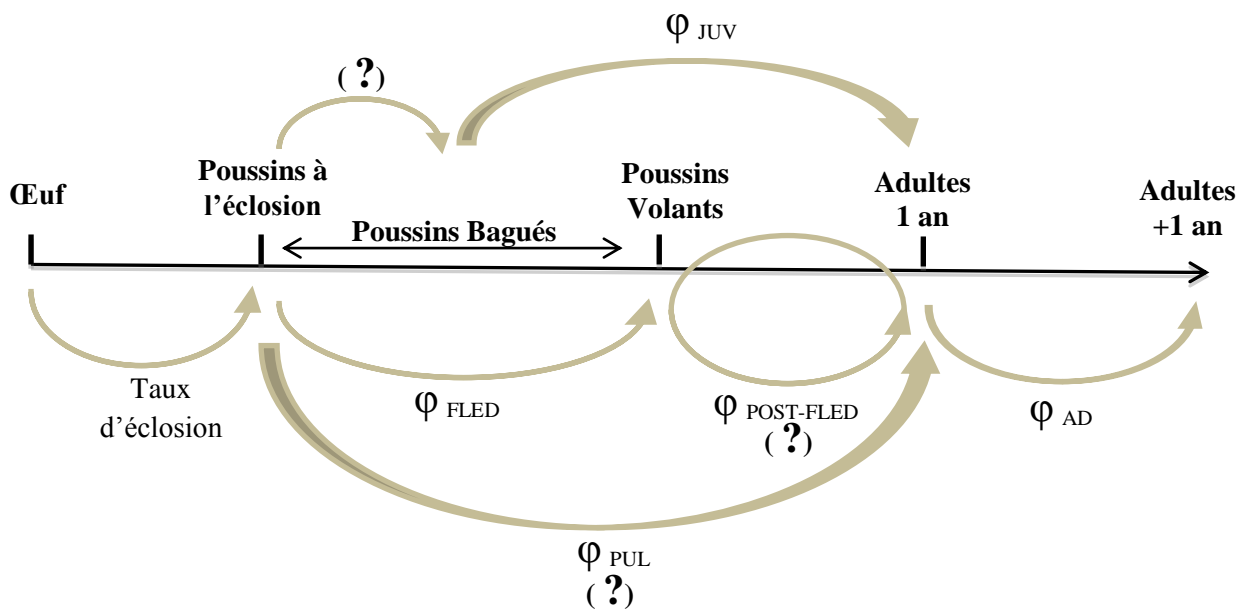 φ JUV
( ?)
Poussins à
l’éclosion
Œuf
Poussins
Volants
Adultes
1 an
Adultes
+1 an
Poussins Bagués
Taux
d’éclosion
φ FLED
φ POST-FLED
( ?)
φ AD
φ PUL
( ?)